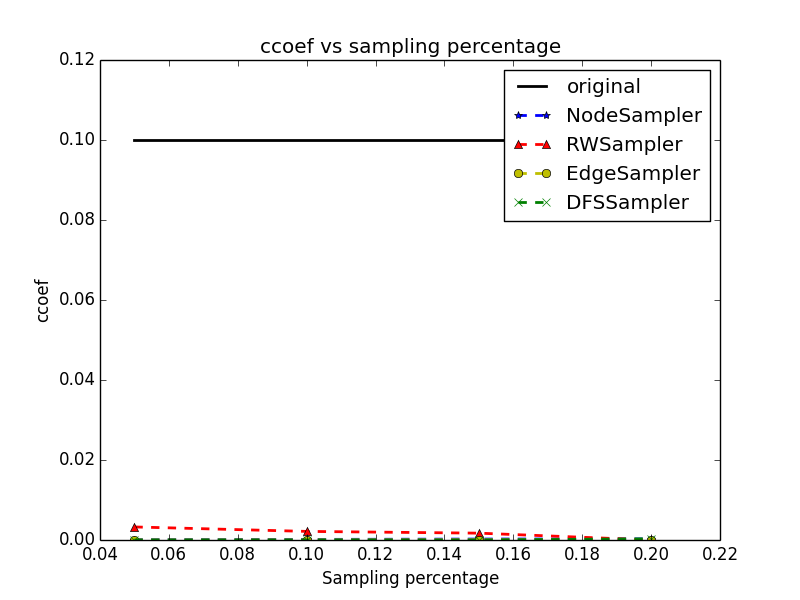 ccoef vs sampling percentage
0.12
0.10
0.08
0.06
0.04
0.02
0.00
ccoef
original
NodeSampler
RWSampler
EdgeSampler
DFSSampler
0.04 0.06 0.08 0.10 0.12 0.14 0.16 0.18 0.20 0.22
Sampling percentage